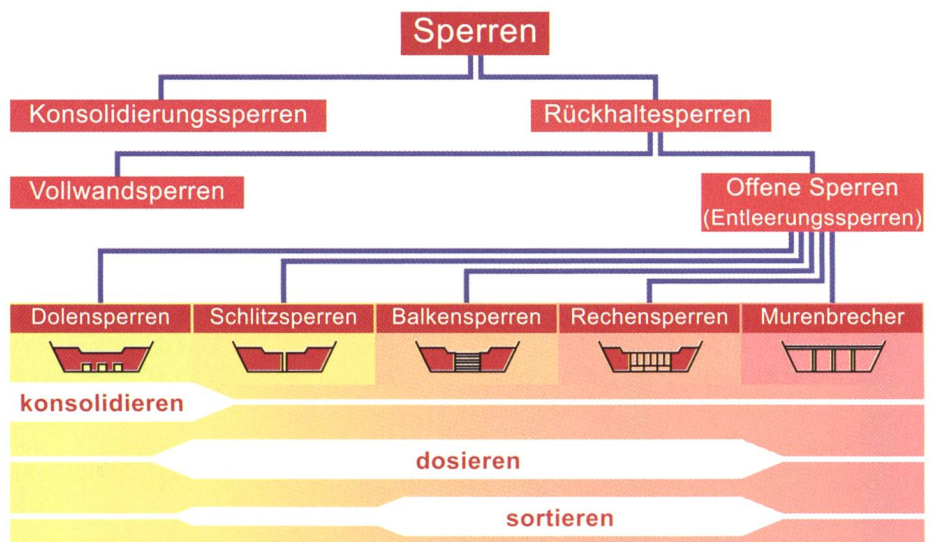 Sperren
Konsolidierungssperren
Rückhaltesperren
Vollwandsperren
Offene Sperren
(Entleerungssperren)
Dolensperren
Schlitzsperren
Balkensperren
Rechensperren
Murenbrecher
konsolidieren
dosieren
sortieren